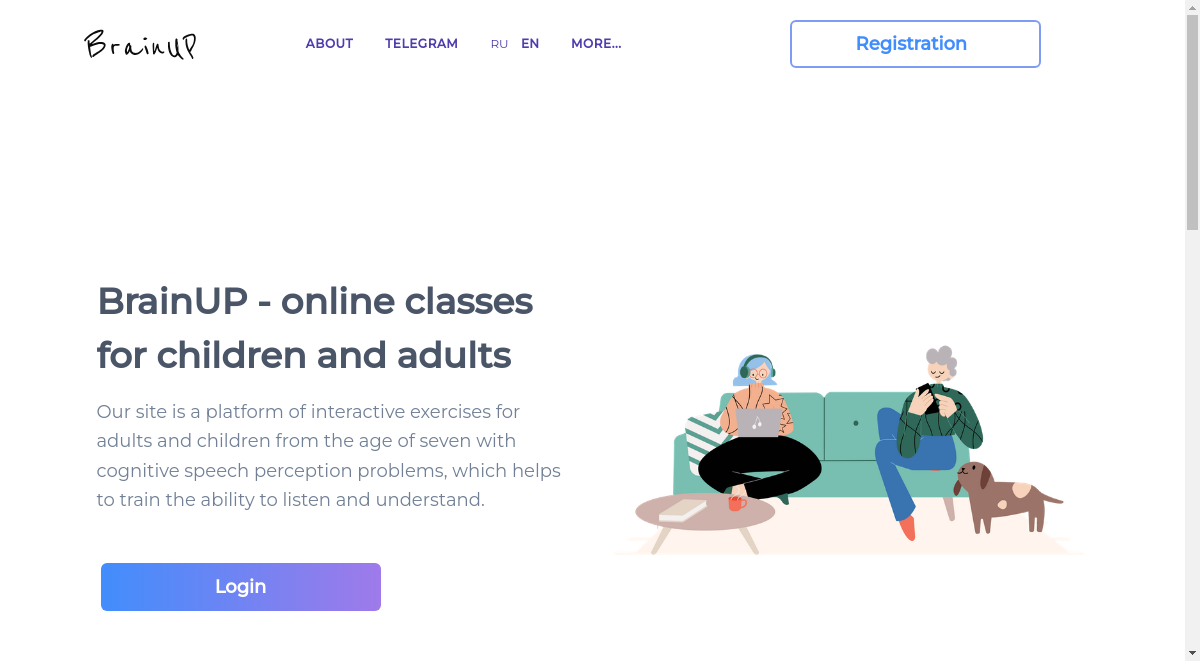 BrainUP
ABOUT TELEGRAM RU EN MORE...
Registration
BrainUP - online classes
for children and adults
Our site is a platform of interactive exercises for
adults and children from the age of seven with
cognitive speech perception problems, which helps
to train the ability to listen and understand.
Login